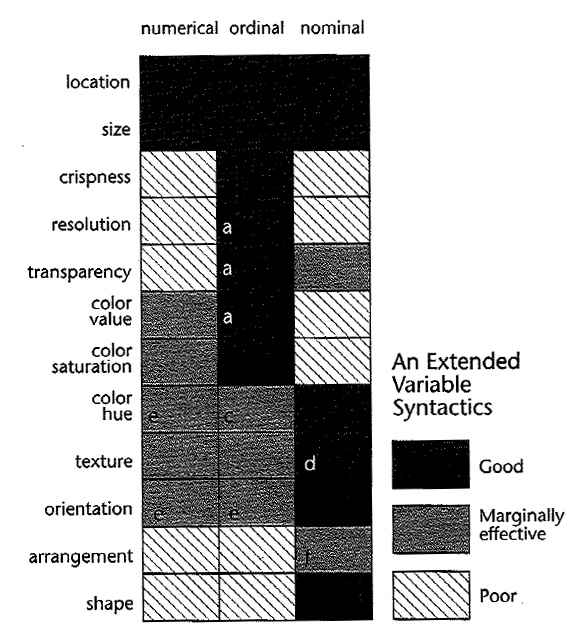 numerical ordinal nominal
location
size
crispness
resolution a
transparency a
color
value a
color
saturation
color
hue e c
texture d
orientation e e
arrangement f
shape
An Extended
Variable
Syntactics
Good
Marginally
effective
Poor